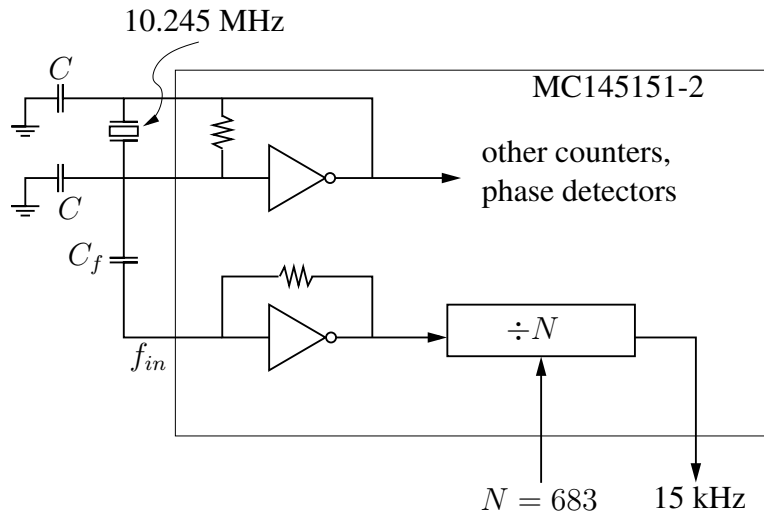 10.245 MHz
C
MC145151-2
other counters,
phase detectors
C
C_f
f_in
÷N
N = 683
15 kHz